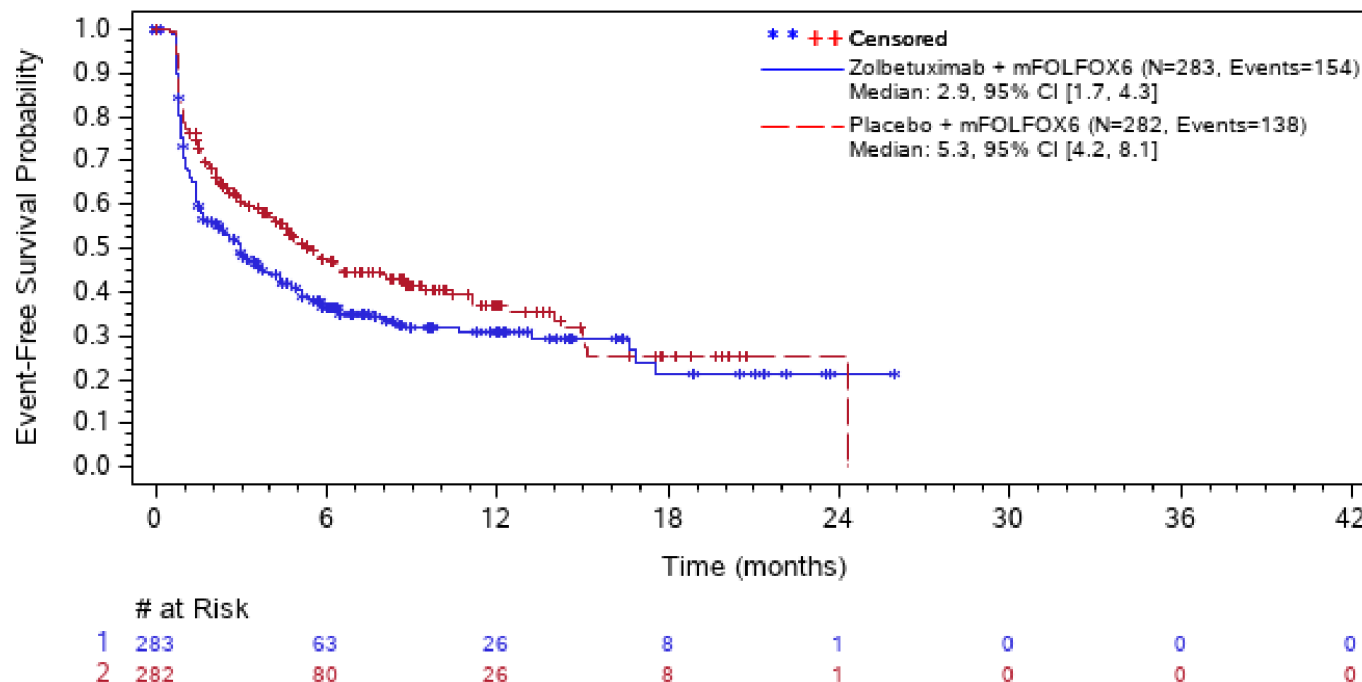 Event-Free Survival Probability
1.0
0.9
0.8
0.7
0.6
0.5
0.4
0.3
0.2
0.1
0.0
** ++ Censored
Zolbetuximab + mFOLFOX6 (N=283, Events=154)
Median: 2.9, 95% CI [1.7, 4.3]
Placebo + mFOLFOX6 (N=282, Events=138)
Median: 5.3, 95% CI [4.2, 8.1]
0 6 12 18 24 30 36 42
Time (months)
# at Risk
1 283 63 26 8 1 0 0 0
2 282 80 26 8 1 0 0 0